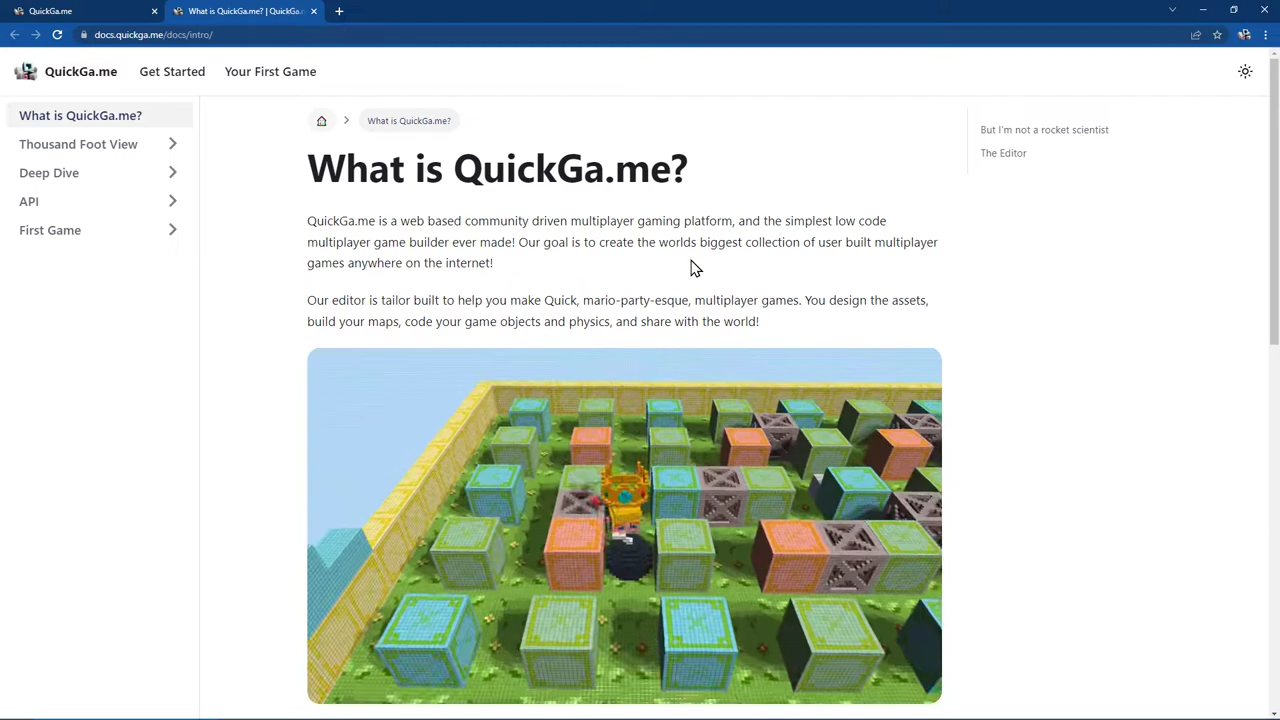 QuickGa.me
What is QuickGa.me? | QuickGa.
docs.quickga.me/docs/intro/
QuickGa.me
Get Started
Your First Game
What is QuickGa.me?
Thousand Foot View
Deep Dive
API
First Game
What is QuickGa.me?
What is QuickGa.me?
QuickGa.me is a web based community driven multiplayer gaming platform, and the simplest low code
multiplayer game builder ever made! Our goal is to create the worlds biggest collection of user built multiplayer
games anywhere on the internet!
Our editor is tailor built to help you make Quick, mario-party-esque, multiplayer games. You design the assets,
build your maps, code your game objects and physics, and share with the world!
But I'm not a rocket scientist
The Editor